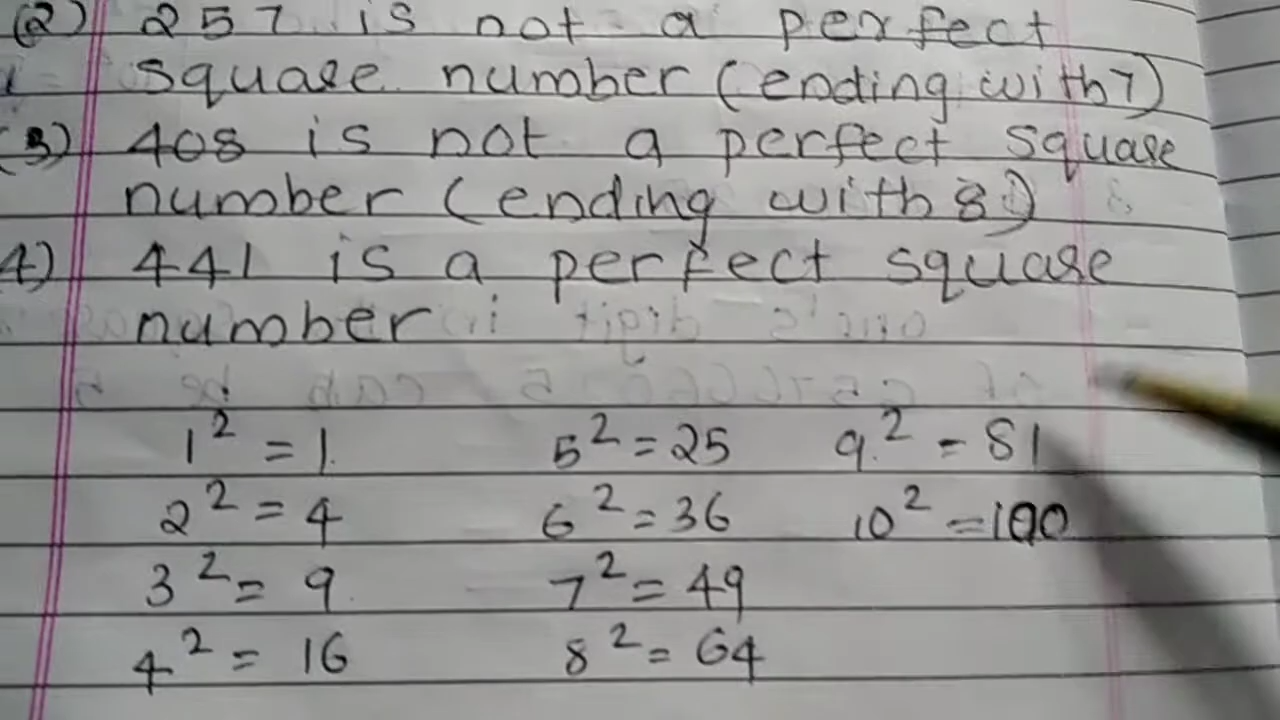 (2) 257 is not a perfect
square number (ending with 7)
(3) 408 is not a perfect square
number (ending with 8)
4) 441 is a perfect square
number
1² = 1 5² = 25 9² = 81
2² = 4 6² = 36 10² = 100
3² = 9 7² = 49
4² = 16 8² = 64